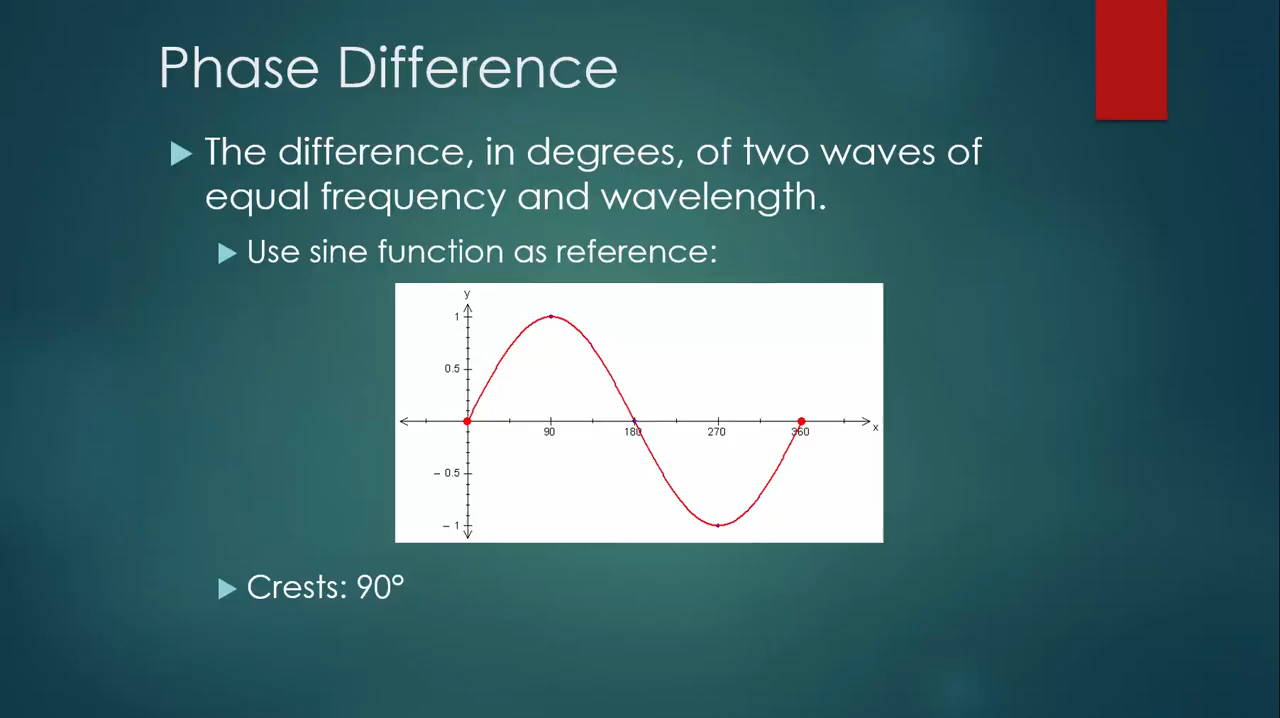 Phase Difference
The difference, in degrees, of two waves of
equal frequency and wavelength.
Use sine function as reference:
y
1
0.5
90
180
270
360
x
– 0.5
– 1
Crests: 90°